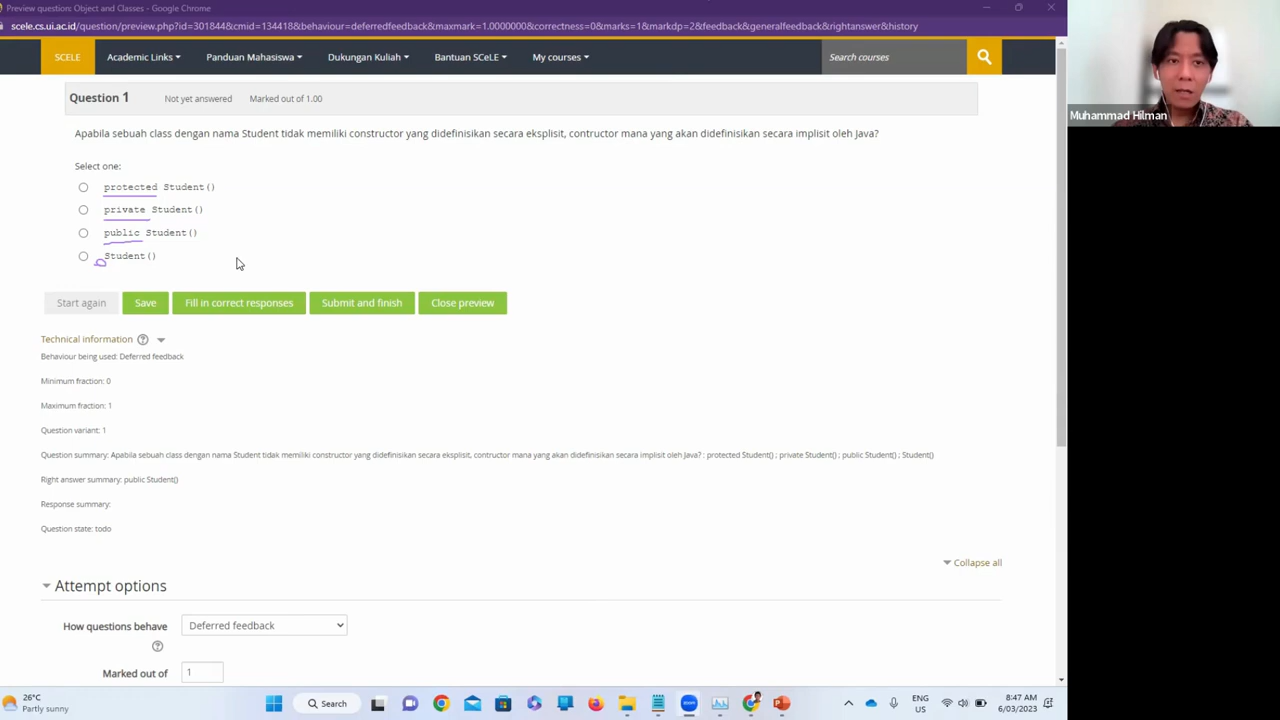 Preview question: Object and Classes - Google Chrome
scele.cs.ui.ac.id/question/preview.php?id=301844&cmid=134418&behaviour=deferredfeedback&maxmark=1.0000000&correctness=0&marks=1&markdp=2&feedback&generalfeedback&rightanswer&history
SCELE Academic Links Panduan Mahasiswa Dukungan Kuliah Bantuan SCeLE My courses Search courses
Muhammad Hilman
Question 1 Not yet answered Marked out of 1.00
Apabila sebuah class dengan nama Student tidak memiliki constructor yang didefinisikan secara eksplisit, contructor mana yang akan didefinisikan secara implisit oleh Java?
Select one:
protected Student()
private Student()
public Student()
Student()
Start again Save Fill in correct responses Submit and finish Close preview
Technical information
Behaviour being used: Deferred feedback
Minimum fraction: 0
Maximum fraction: 1
Question variant: 1
Question summary: Apabila sebuah class dengan nama Student tidak memiliki constructor yang didefinisikan secara eksplisit, contructor mana yang akan didefinisikan secara implisit oleh Java? : protected Student() ; private Student() ; public Student() ; Student()
Right answer summary: public Student()
Response summary:
Question state: todo
Collapse all
Attempt options
How questions behave Deferred feedback
Marked out of 1
26°C
Partly sunny
Search
ENG
US
8:47 AM
6/03/2023